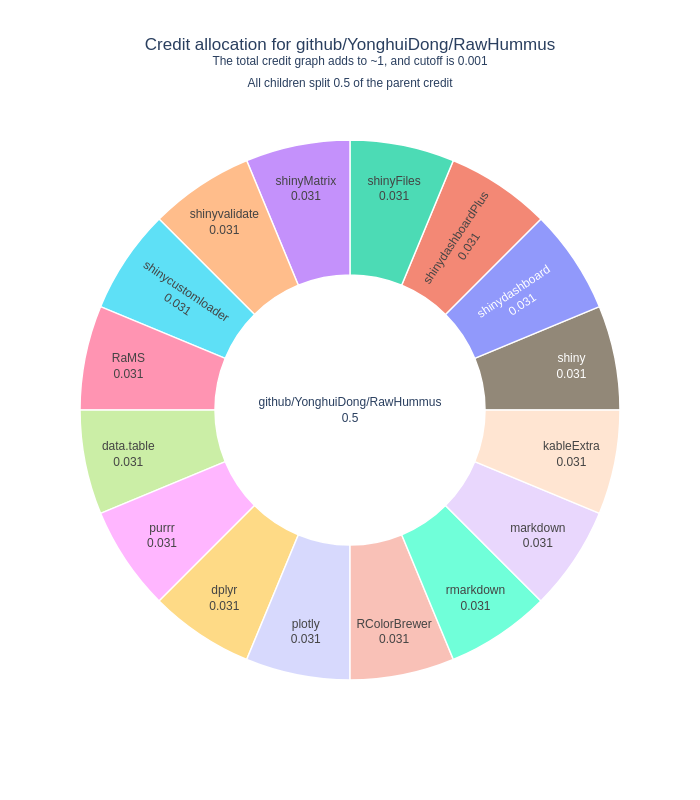 Credit allocation for github/YonghuiDong/RawHummus
The total credit graph adds to ~1, and cutoff is 0.001
All children split 0.5 of the parent credit
shinyMatrix
0.031
shinyFiles
0.031
shinydashboardPlus
0.031
shinyvalidate
0.031
shinycustomloader
0.031
shinydashboard
0.031
RaMS
0.031
shiny
0.031
github/YonghuiDong/RawHummus
0.5
data.table
0.031
kableExtra
0.031
purrr
0.031
markdown
0.031
dplyr
0.031
rmarkdown
0.031
plotly
0.031
RColorBrewer
0.031